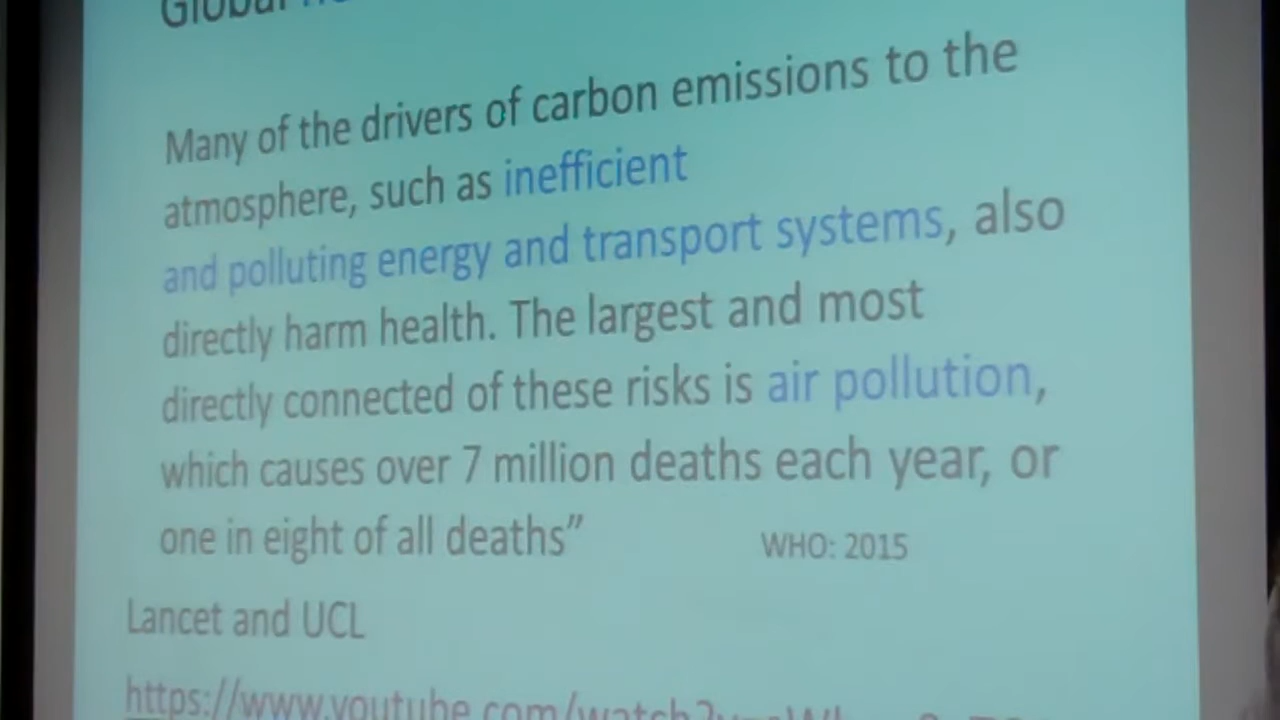 Global
Many of the drivers of carbon emissions to the
atmosphere, such as inefficient
and polluting energy and transport systems, also
directly harm health. The largest and most
directly connected of these risks is air pollution,
which causes over 7 million deaths each year, or
one in eight of all deaths”
WHO: 2015
Lancet and UCL
https://www.youtube.com/watch?v=